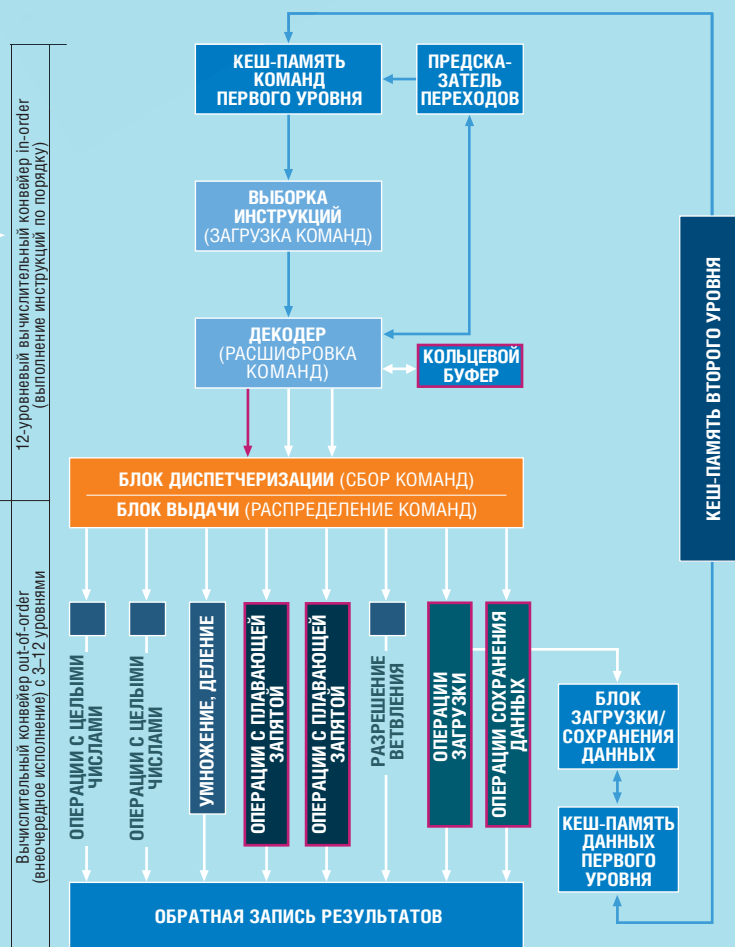 КЕШ-ПАМЯТЬ
КОМАНД
ПЕРВОГО УРОВНЯ
ПРЕДСКА-
ЗАТЕЛЬ
ПЕРЕХОДОВ
12-уровневый вычислительный конвейер in-order
(выполнение инструкций по порядку)
ВЫБОРКА
ИНСТРУКЦИЙ
(ЗАГРУЗКА КОМАНД)
ДЕКОДЕР
(РАСШИФРОВКА
КОМАНД)
КОЛЬЦЕВОЙ
БУФЕР
КЕШ-ПАМЯТЬ ВТОРОГО УРОВНЯ
БЛОК ДИСПЕТЧЕРИЗАЦИИ (СБОР КОМАНД)
БЛОК ВЫДАЧИ (РАСПРЕДЕЛЕНИЕ КОМАНД)
Вычислительный конвейер out-of-order
(внеочередное исполнение) с 3–12 уровнями
ОПЕРАЦИИ С ЦЕЛЫМИ
ЧИСЛАМИ
ОПЕРАЦИИ С ЦЕЛЫМИ
ЧИСЛАМИ
УМНОЖЕНИЕ, ДЕЛЕНИЕ
ОПЕРАЦИИ С ПЛАВАЮЩЕЙ
ЗАПЯТОЙ
ОПЕРАЦИИ С ПЛАВАЮЩЕЙ
ЗАПЯТОЙ
РАЗРЕШЕНИЕ
ВЕТВЛЕНИЯ
ОПЕРАЦИИ
ЗАГРУЗКИ
ОПЕРАЦИИ СОХРАНЕНИЯ
ДАННЫХ
БЛОК
ЗАГРУЗКИ/
СОХРАНЕНИЯ
ДАННЫХ
КЕШ-ПАМЯТЬ
ДАННЫХ
ПЕРВОГО
УРОВНЯ
ОБРАТНАЯ ЗАПИСЬ РЕЗУЛЬТАТОВ